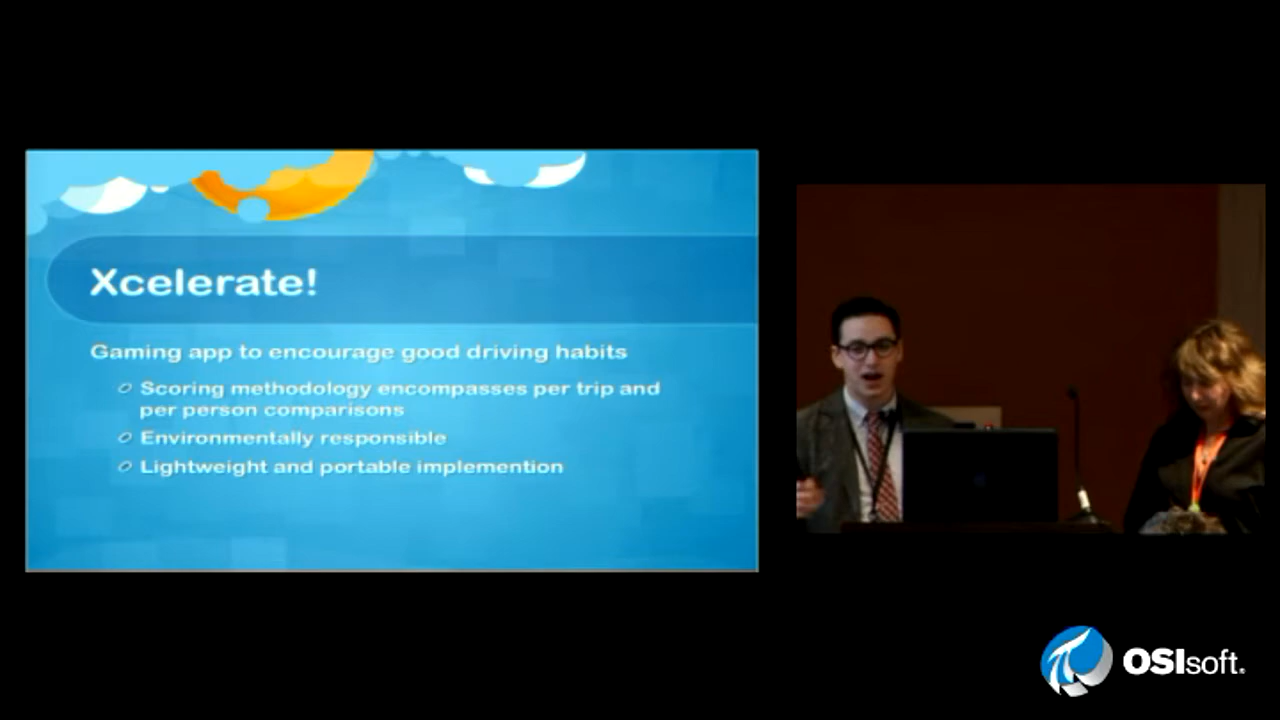 Xcelerate!
Gaming app to encourage good driving habits
Scoring methodology encompasses per trip and
per person comparisons
Environmentally responsible
Lightweight and portable implemention
OSIsoft.